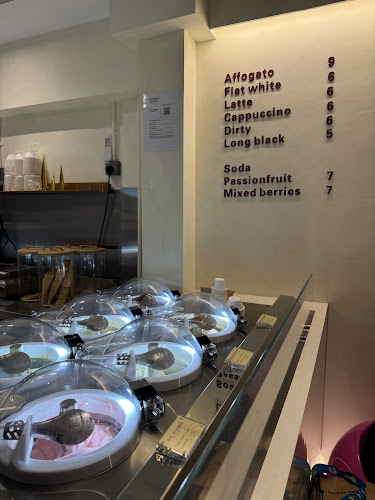 Affogato 9
Flat white 6
Latte 6
Cappuccino 6
Dirty 6
Long black 5
Soda
Passionfruit 7
Mixed berries 7